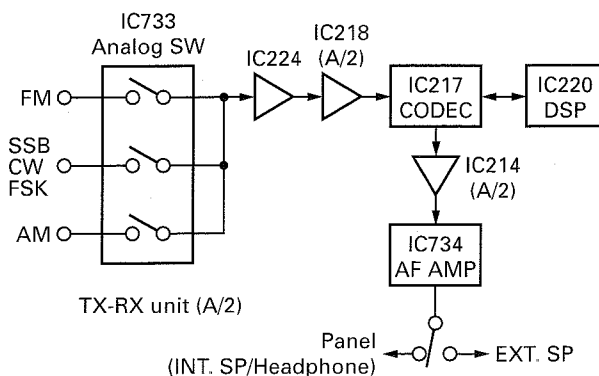 IC733
Analog SW
IC224
IC218
(A/2)
FM
SSB
CW
FSK
AM
IC217
CODEC
IC220
DSP
IC214
(A/2)
IC734
AF AMP
TX-RX unit (A/2)
Panel
(INT. SP/Headphone)
EXT. SP